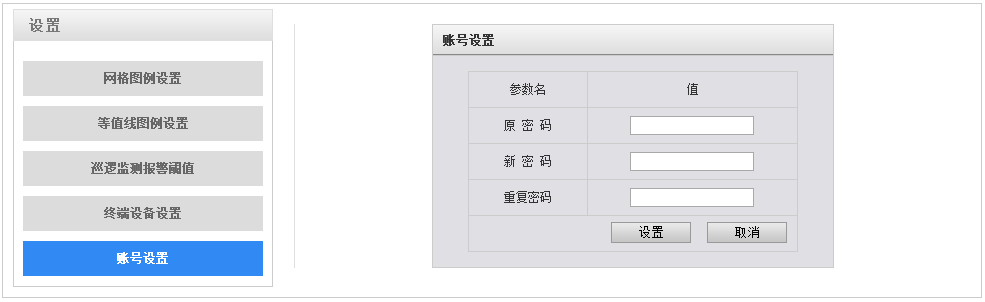 设置
网格图例设置
等值线图例设置
巡逻监测报警阈值
终端设备设置
账号设置
账号设置
参数名 值
原 密 码
新 密 码
重复密码
设置 取消